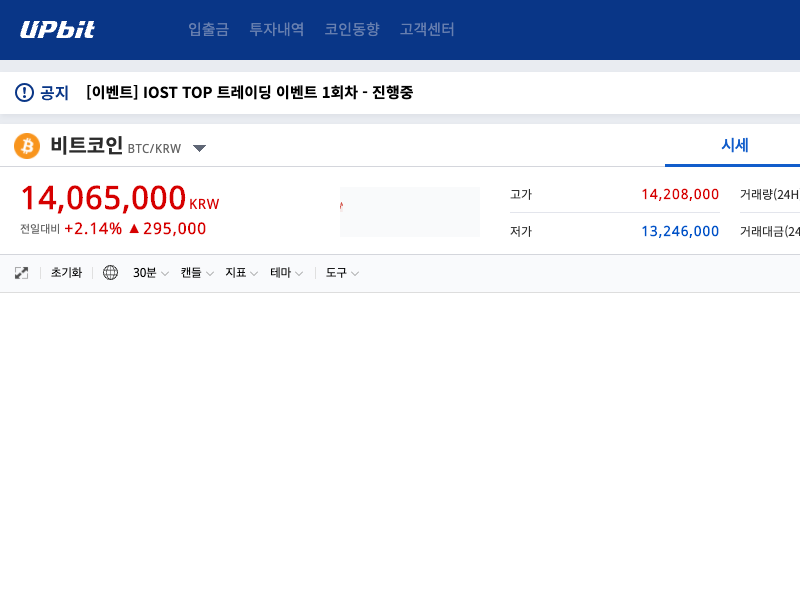 UPbit 입출금 투자내역 코인동향 고객센터
공지 [이벤트] IOST TOP 트레이딩 이벤트 1회차 - 진행중
비트코인 BTC/KRW 시세
14,065,000 KRW
전일대비 +2.14% ▲295,000
고가 14,208,000 거래량(24H
저가 13,246,000 거래대금(24
초기화 30분 캔들 지표 테마 도구